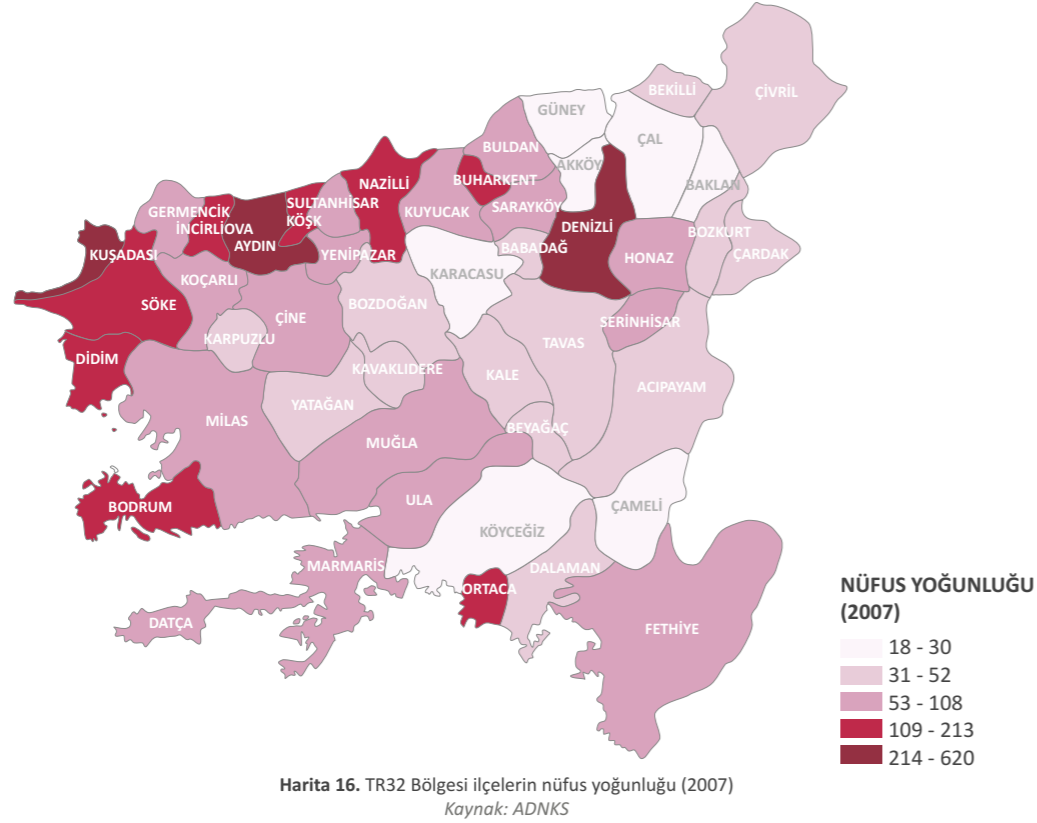 GÜNEY
BEKİLLİ
ÇİVRİL
ÇAL
BULDAN
AKKÖY
BAKLAN
NAZİLLİ
BUHARKENT
SULTANHİSAR
KÖŞK
KUYUCAK
SARAYKÖY
GERMENCİK
İNCİRLİOVA
AYDIN
DENİZLİ
BOZKURT
KUŞADASI
YENİPAZAR
BABADAĞ
HONAZ
ÇARDAK
KOÇARLI
KARACASU
SÖKE
BOZDOĞAN
ÇİNE
SERİNHİSAR
KARPUZLU
TAVAS
DİDİM
KAVAKLIDERE
KALE
ACIPAYAM
YATAĞAN
MİLAS
BEYAĞAÇ
MUĞLA
ULA
BODRUM
ÇAMELİ
KÖYCEĞİZ
MARMARİS
DALAMAN
ORTACA
DATÇA
FETHİYE
NÜFUS YOĞUNLUĞU
(2007)
18 - 30
31 - 52
53 - 108
109 - 213
214 - 620
Harita 16. TR32 Bölgesi ilçelerin nüfus yoğunluğu (2007)
Kaynak: ADNKS